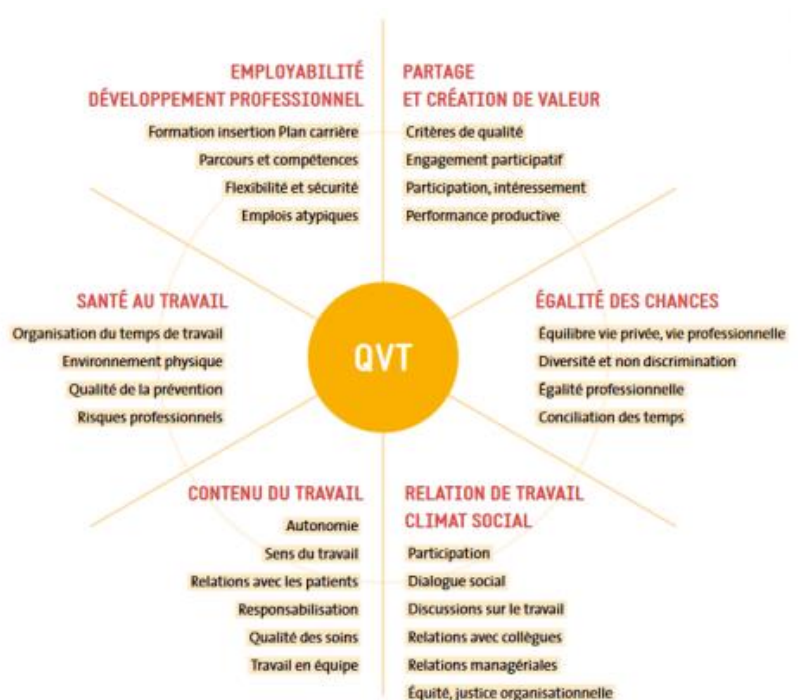 EMPLOYABILITÉ
DÉVELOPPEMENT PROFESSIONNEL
Formation insertion Plan carrière
Parcours et compétences
Flexibilité et sécurité
Emplois atypiques
PARTAGE
ET CRÉATION DE VALEUR
Critères de qualité
Engagement participatif
Participation, intéressement
Performance productive
SANTÉ AU TRAVAIL
Organisation du temps de travail
Environnement physique
Qualité de la prévention
Risques professionnels
QVT
ÉGALITÉ DES CHANCES
Équilibre vie privée, vie professionnelle
Diversité et non discrimination
Égalité professionnelle
Conciliation des temps
CONTENU DU TRAVAIL
Autonomie
Sens du travail
Relations avec les patients
Responsabilisation
Qualité des soins
Travail en équipe
RELATION DE TRAVAIL
CLIMAT SOCIAL
Participation
Dialogue social
Discussions sur le travail
Relations avec collègues
Relations managériales
Équité, justice organisationnelle